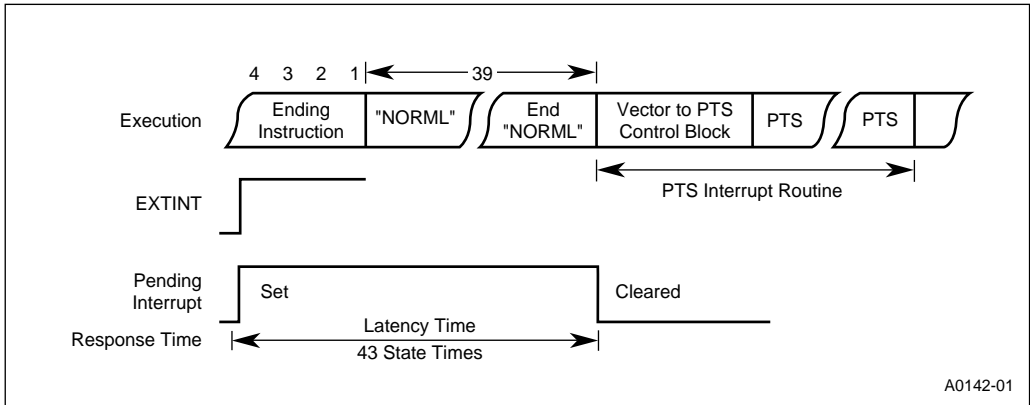 4 3 2 1
39
Execution
Ending
Instruction
"NORML"
End
"NORML"
Vector to PTS
Control Block
PTS
PTS
PTS Interrupt Routine
EXTINT
Pending
Interrupt
Set
Cleared
Response Time
Latency Time
43 State Times
A0142-01